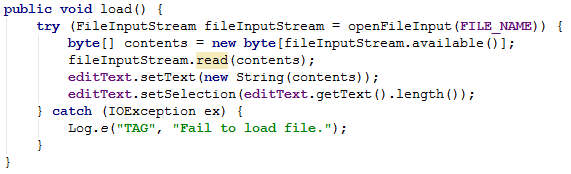 public void load() {
    try (FileInputStream fileInputStream = openFileInput(FILE_NAME)) {
        byte[] contents = new byte[fileInputStream.available()];
        fileInputStream.read(contents);
        editText.setText(new String(contents));
        editText.setSelection(editText.getText().length());
    } catch (IOException ex) {
        Log.e("TAG", "Fail to load file.");
    }
}